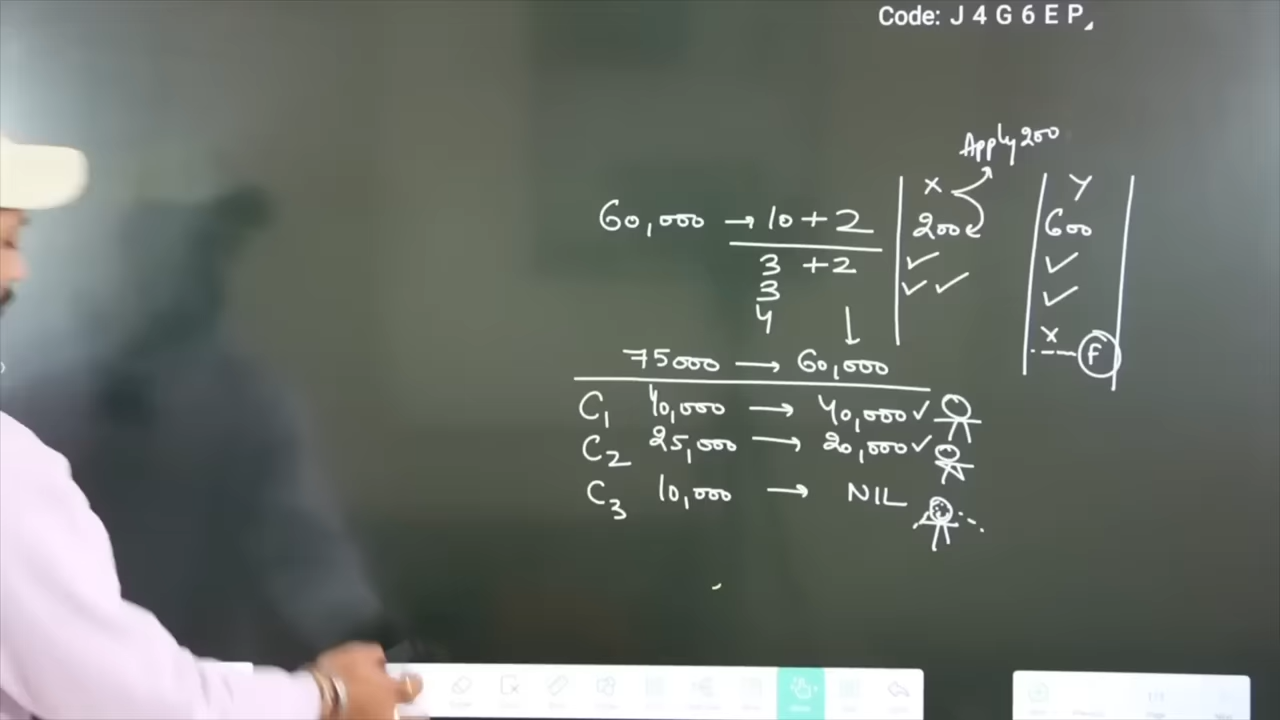 Code: J 4 G 6 E P
Apply 200
X Y
60,000 → 10 + 2 200 600
3 + 2 ✓ ✓
3 ✓ ✓ ✓
4 X
F
75000 → 60,000
C1 40,000 → 40,000 ✓
C2 25,000 → 20,000 ✓
C3 10,000 → NIL